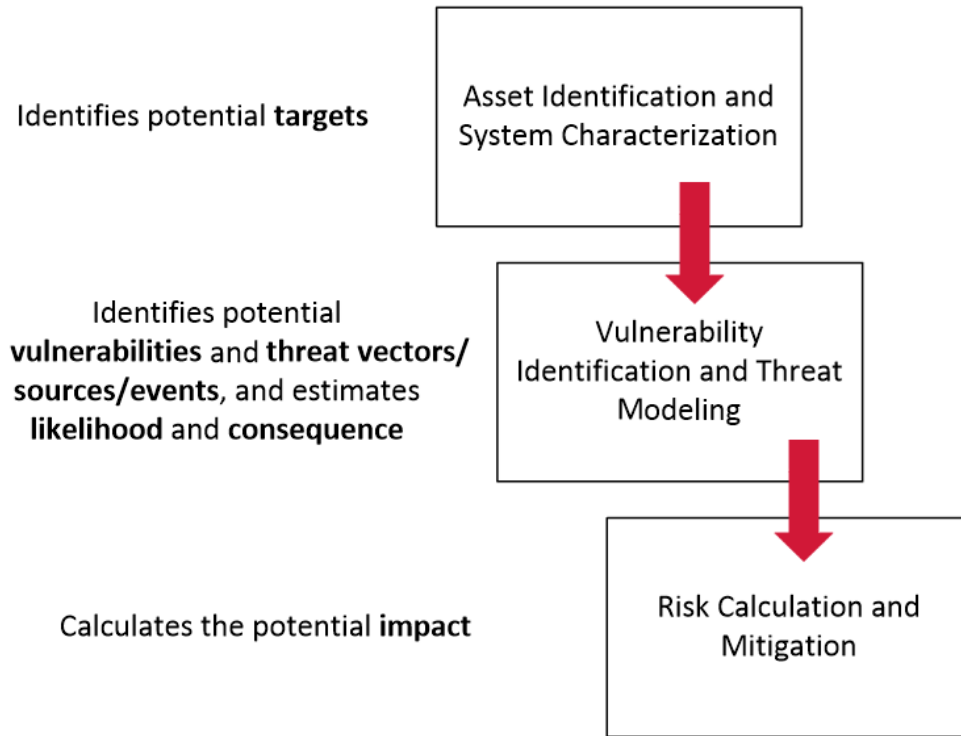 Identifies potential targets
Asset Identification and
System Characterization
Identifies potential
vulnerabilities and threat vectors/
sources/events, and estimates
likelihood and consequence
Vulnerability
Identification and Threat
Modeling
Calculates the potential impact
Risk Calculation and
Mitigation